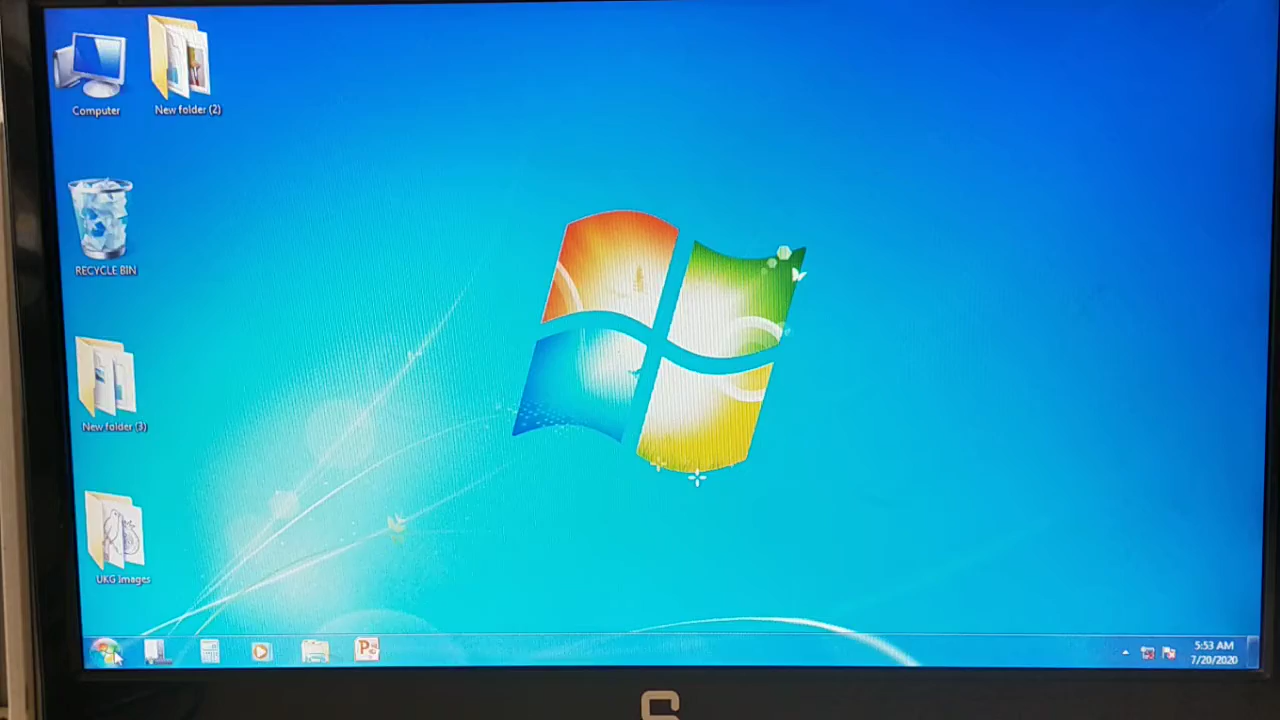 Computer
New folder (2)
RECYCLE BIN
New folder (3)
UKG Images
5:53 AM
7/20/2020